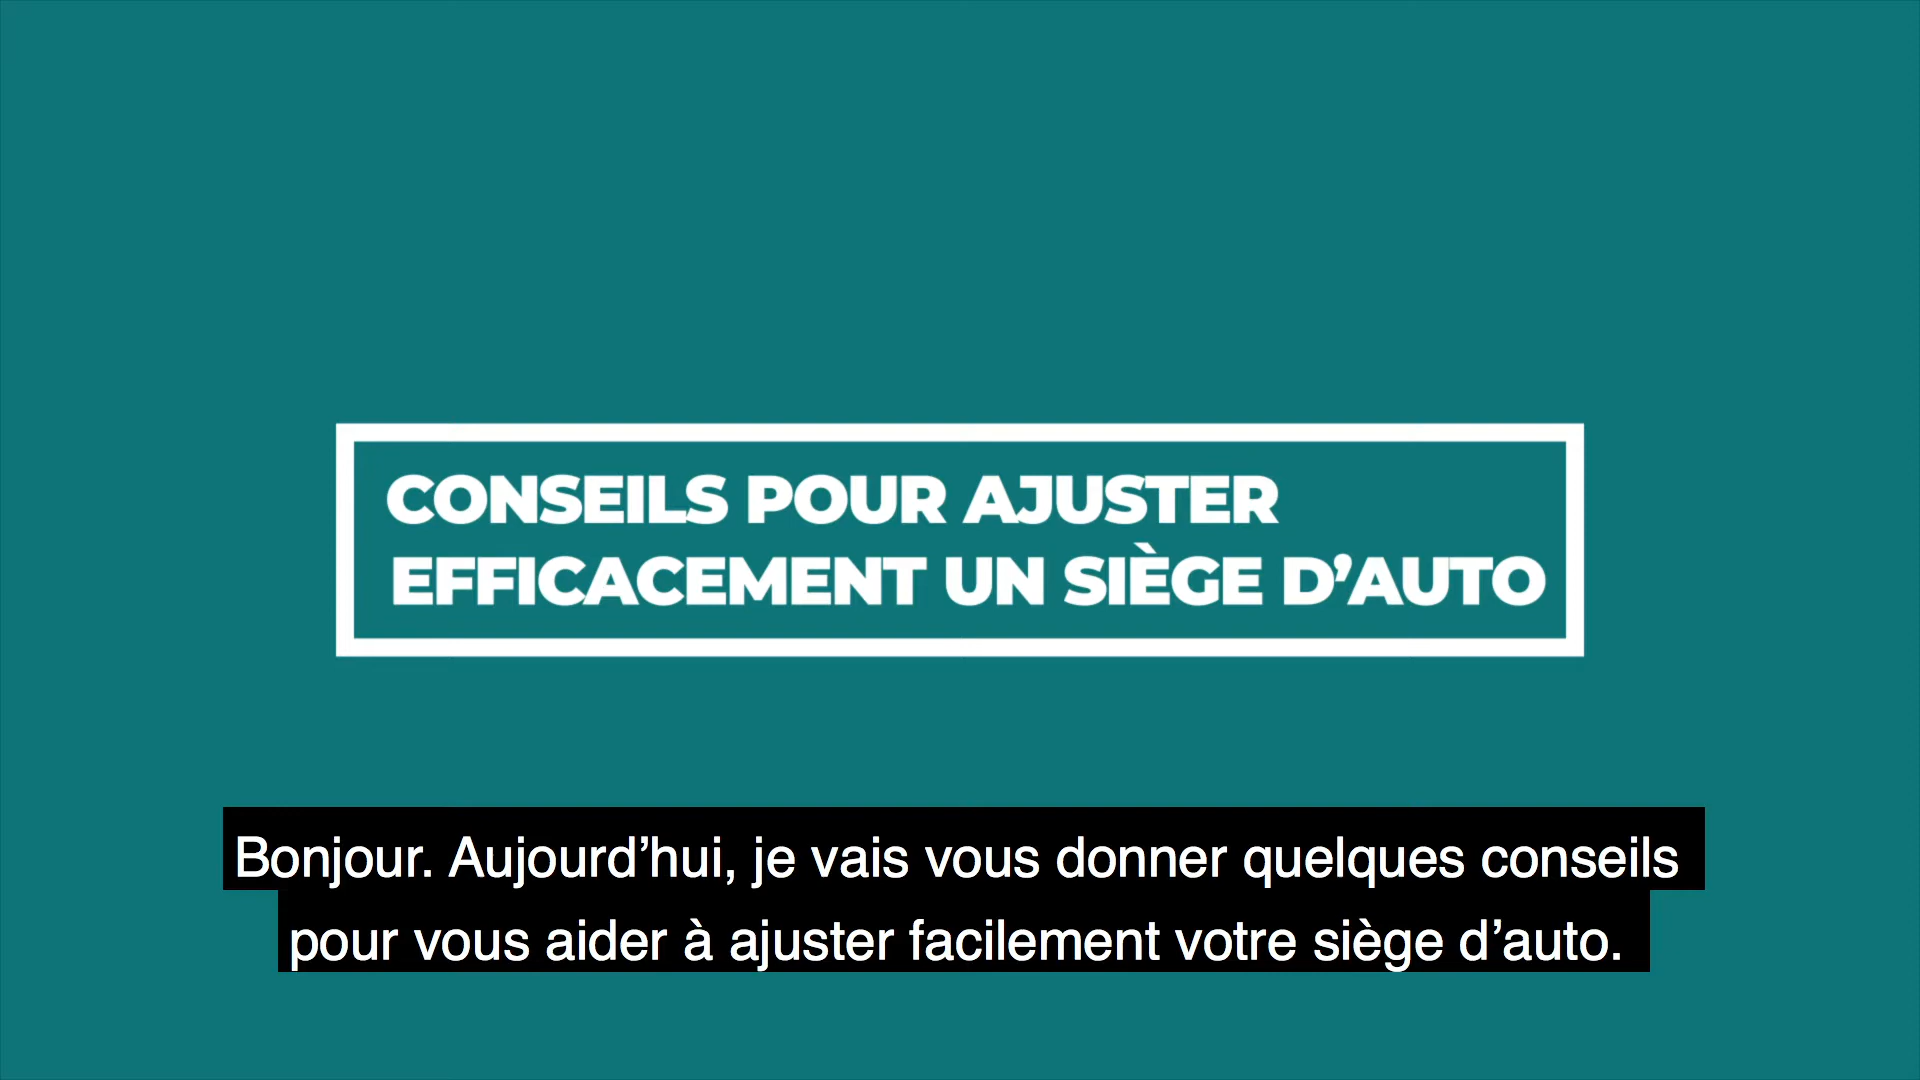 CONSEILS POUR AJUSTER
EFFICACEMENT UN SIÈGE D’AUTO
Bonjour. Aujourd’hui, je vais vous donner quelques conseils
pour vous aider à ajuster facilement votre siège d’auto.